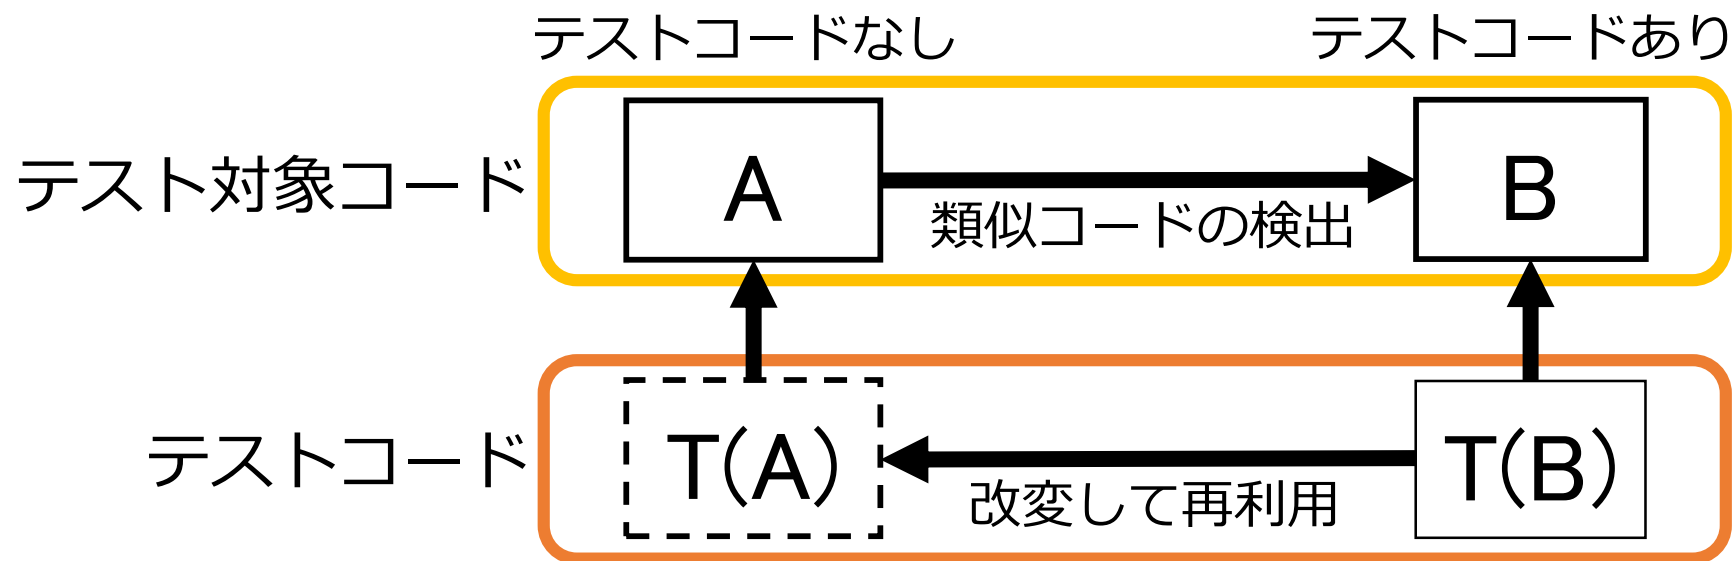 テストコードなし
テストコードあり
テスト対象コード
A
B
類似コードの検出
テストコード
T(A)
T(B)
改変して再利用